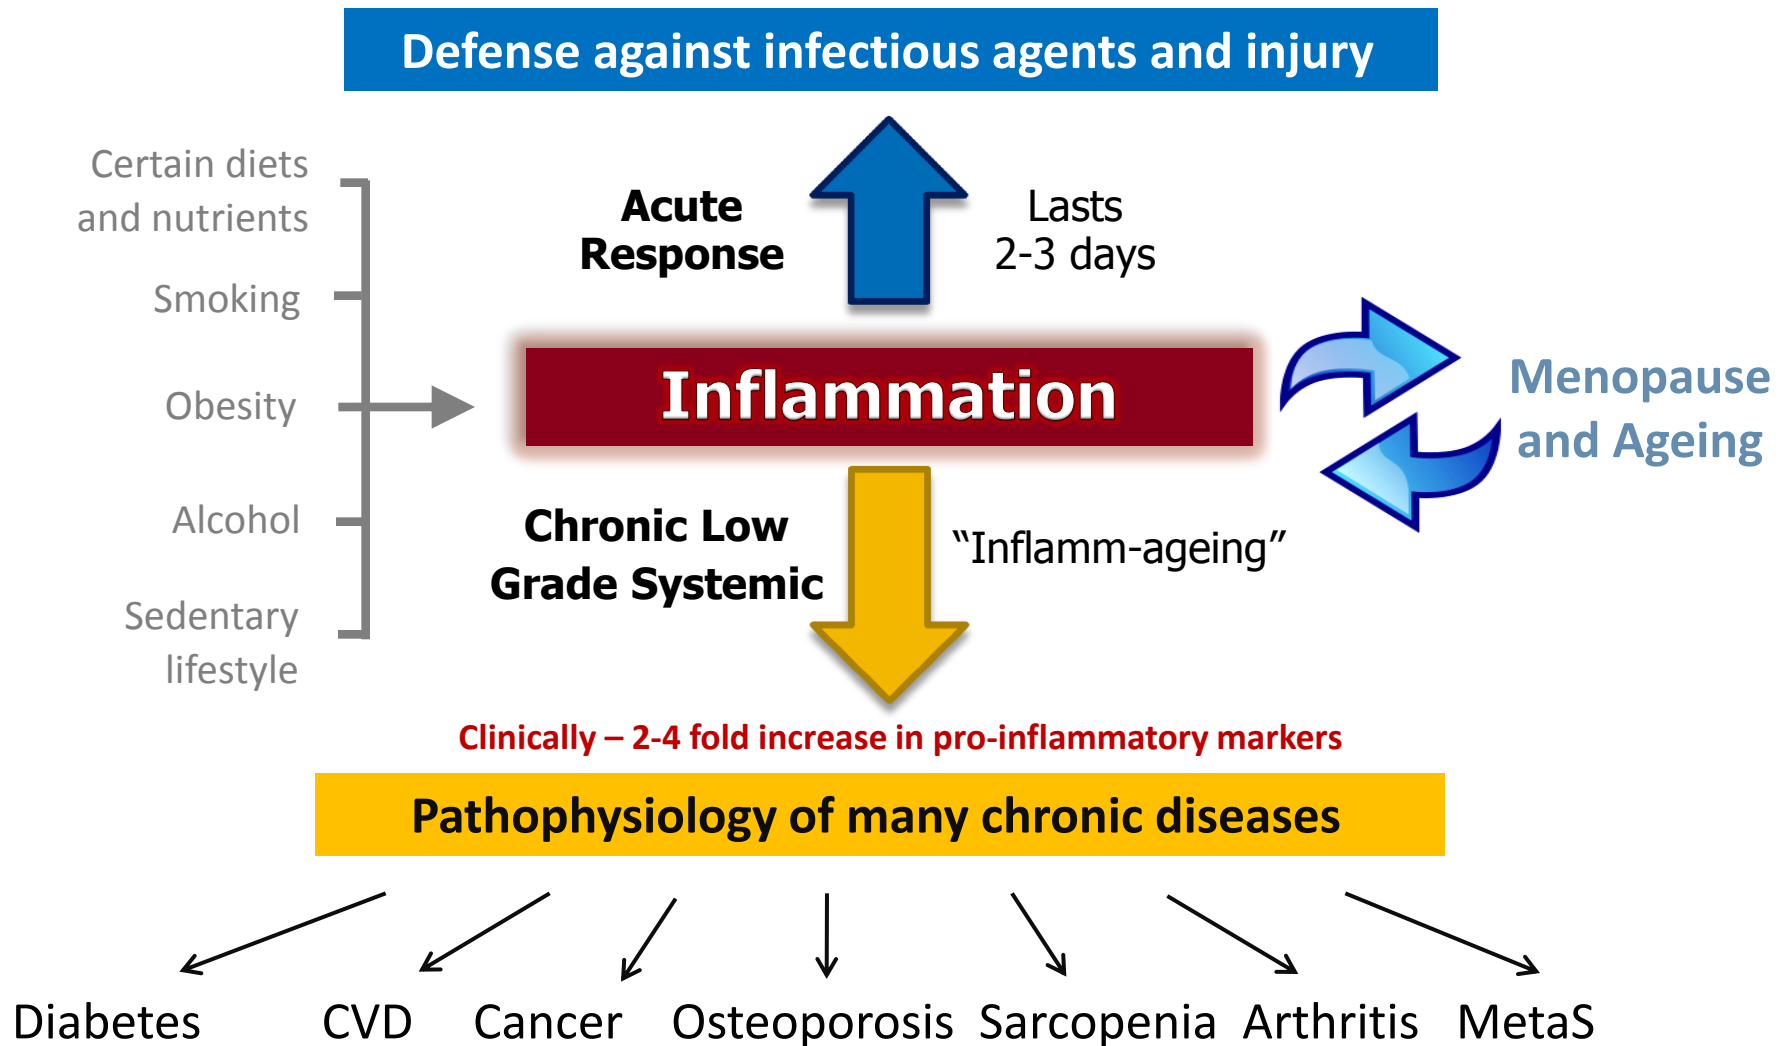 Defense against infectious agents and injury
Certain diets
and nutrients
Smoking
Obesity
Alcohol
Sedentary
lifestyle
Acute
Response
Lasts
2-3 days
Inflammation
Menopause
and Ageing
Chronic Low
Grade Systemic
“Inflamm-ageing”
Clinically – 2-4 fold increase in pro-inflammatory markers
Pathophysiology of many chronic diseases
Diabetes CVD Cancer Osteoporosis Sarcopenia Arthritis MetaS